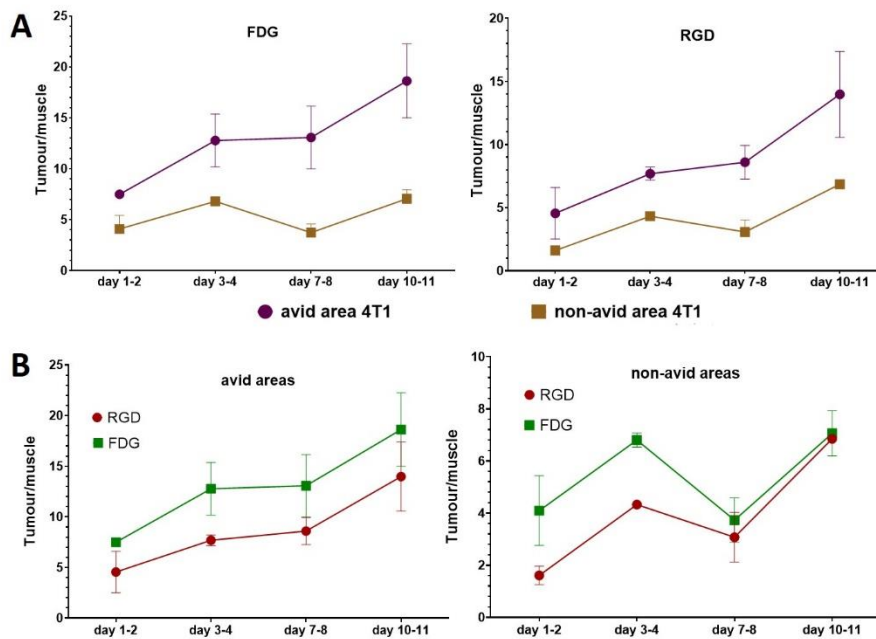 A
FDG
Tumour/muscle
25
20
15
10
5
0
day 1-2 day 3-4 day 7-8 day 10-11
RGD
Tumour/muscle
20
15
10
5
0
day 1-2 day 3-4 day 7-8 day 10-11
avid area 4T1 non-avid area 4T1
B
avid areas
RGD
FDG
Tumour/muscle
25
20
15
10
5
0
day 1-2 day 3-4 day 7-8 day 10-11
non-avid areas
RGD
FDG
Tumour/muscle
10
8
6
4
2
0
day 1-2 day 3-4 day 7-8 day 10-11